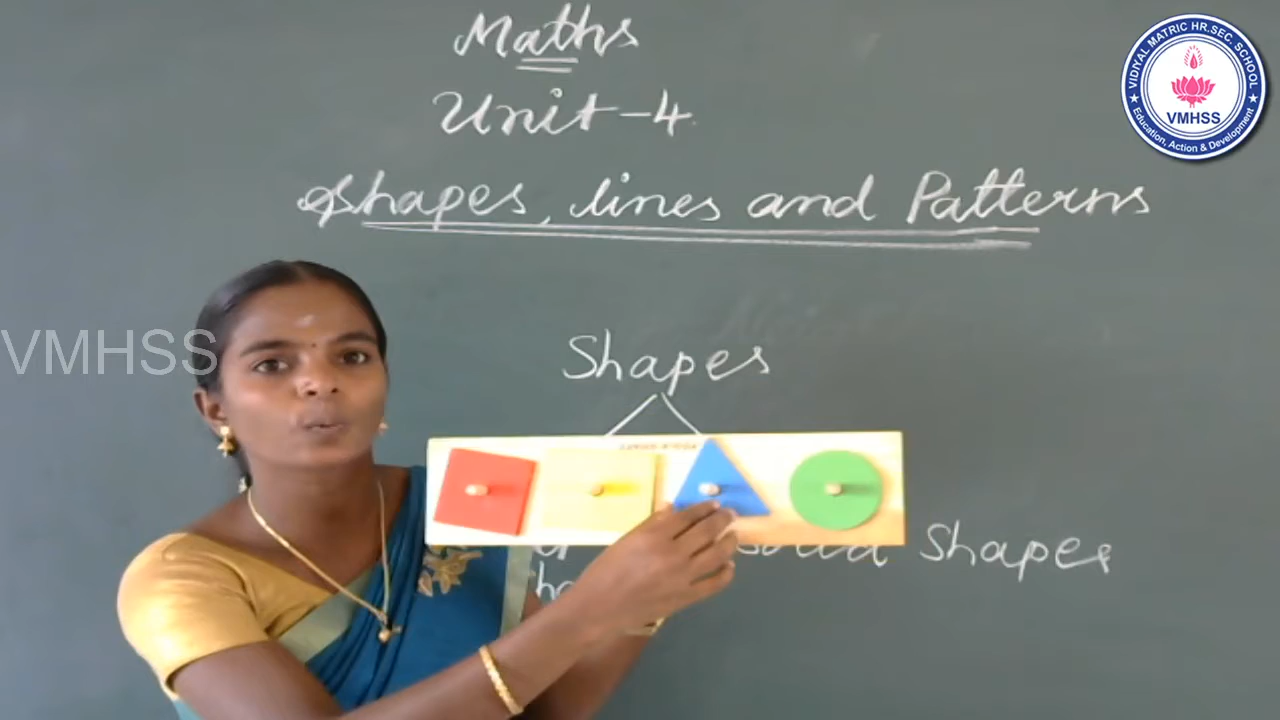 Maths
Unit-4
Shapes, lines and Patterns
VIDIYAL MATRIC HR.SEC. SCHOOL
VMHSS
Education, Action & Development
VMHSS
Shapes
Solid Shapes